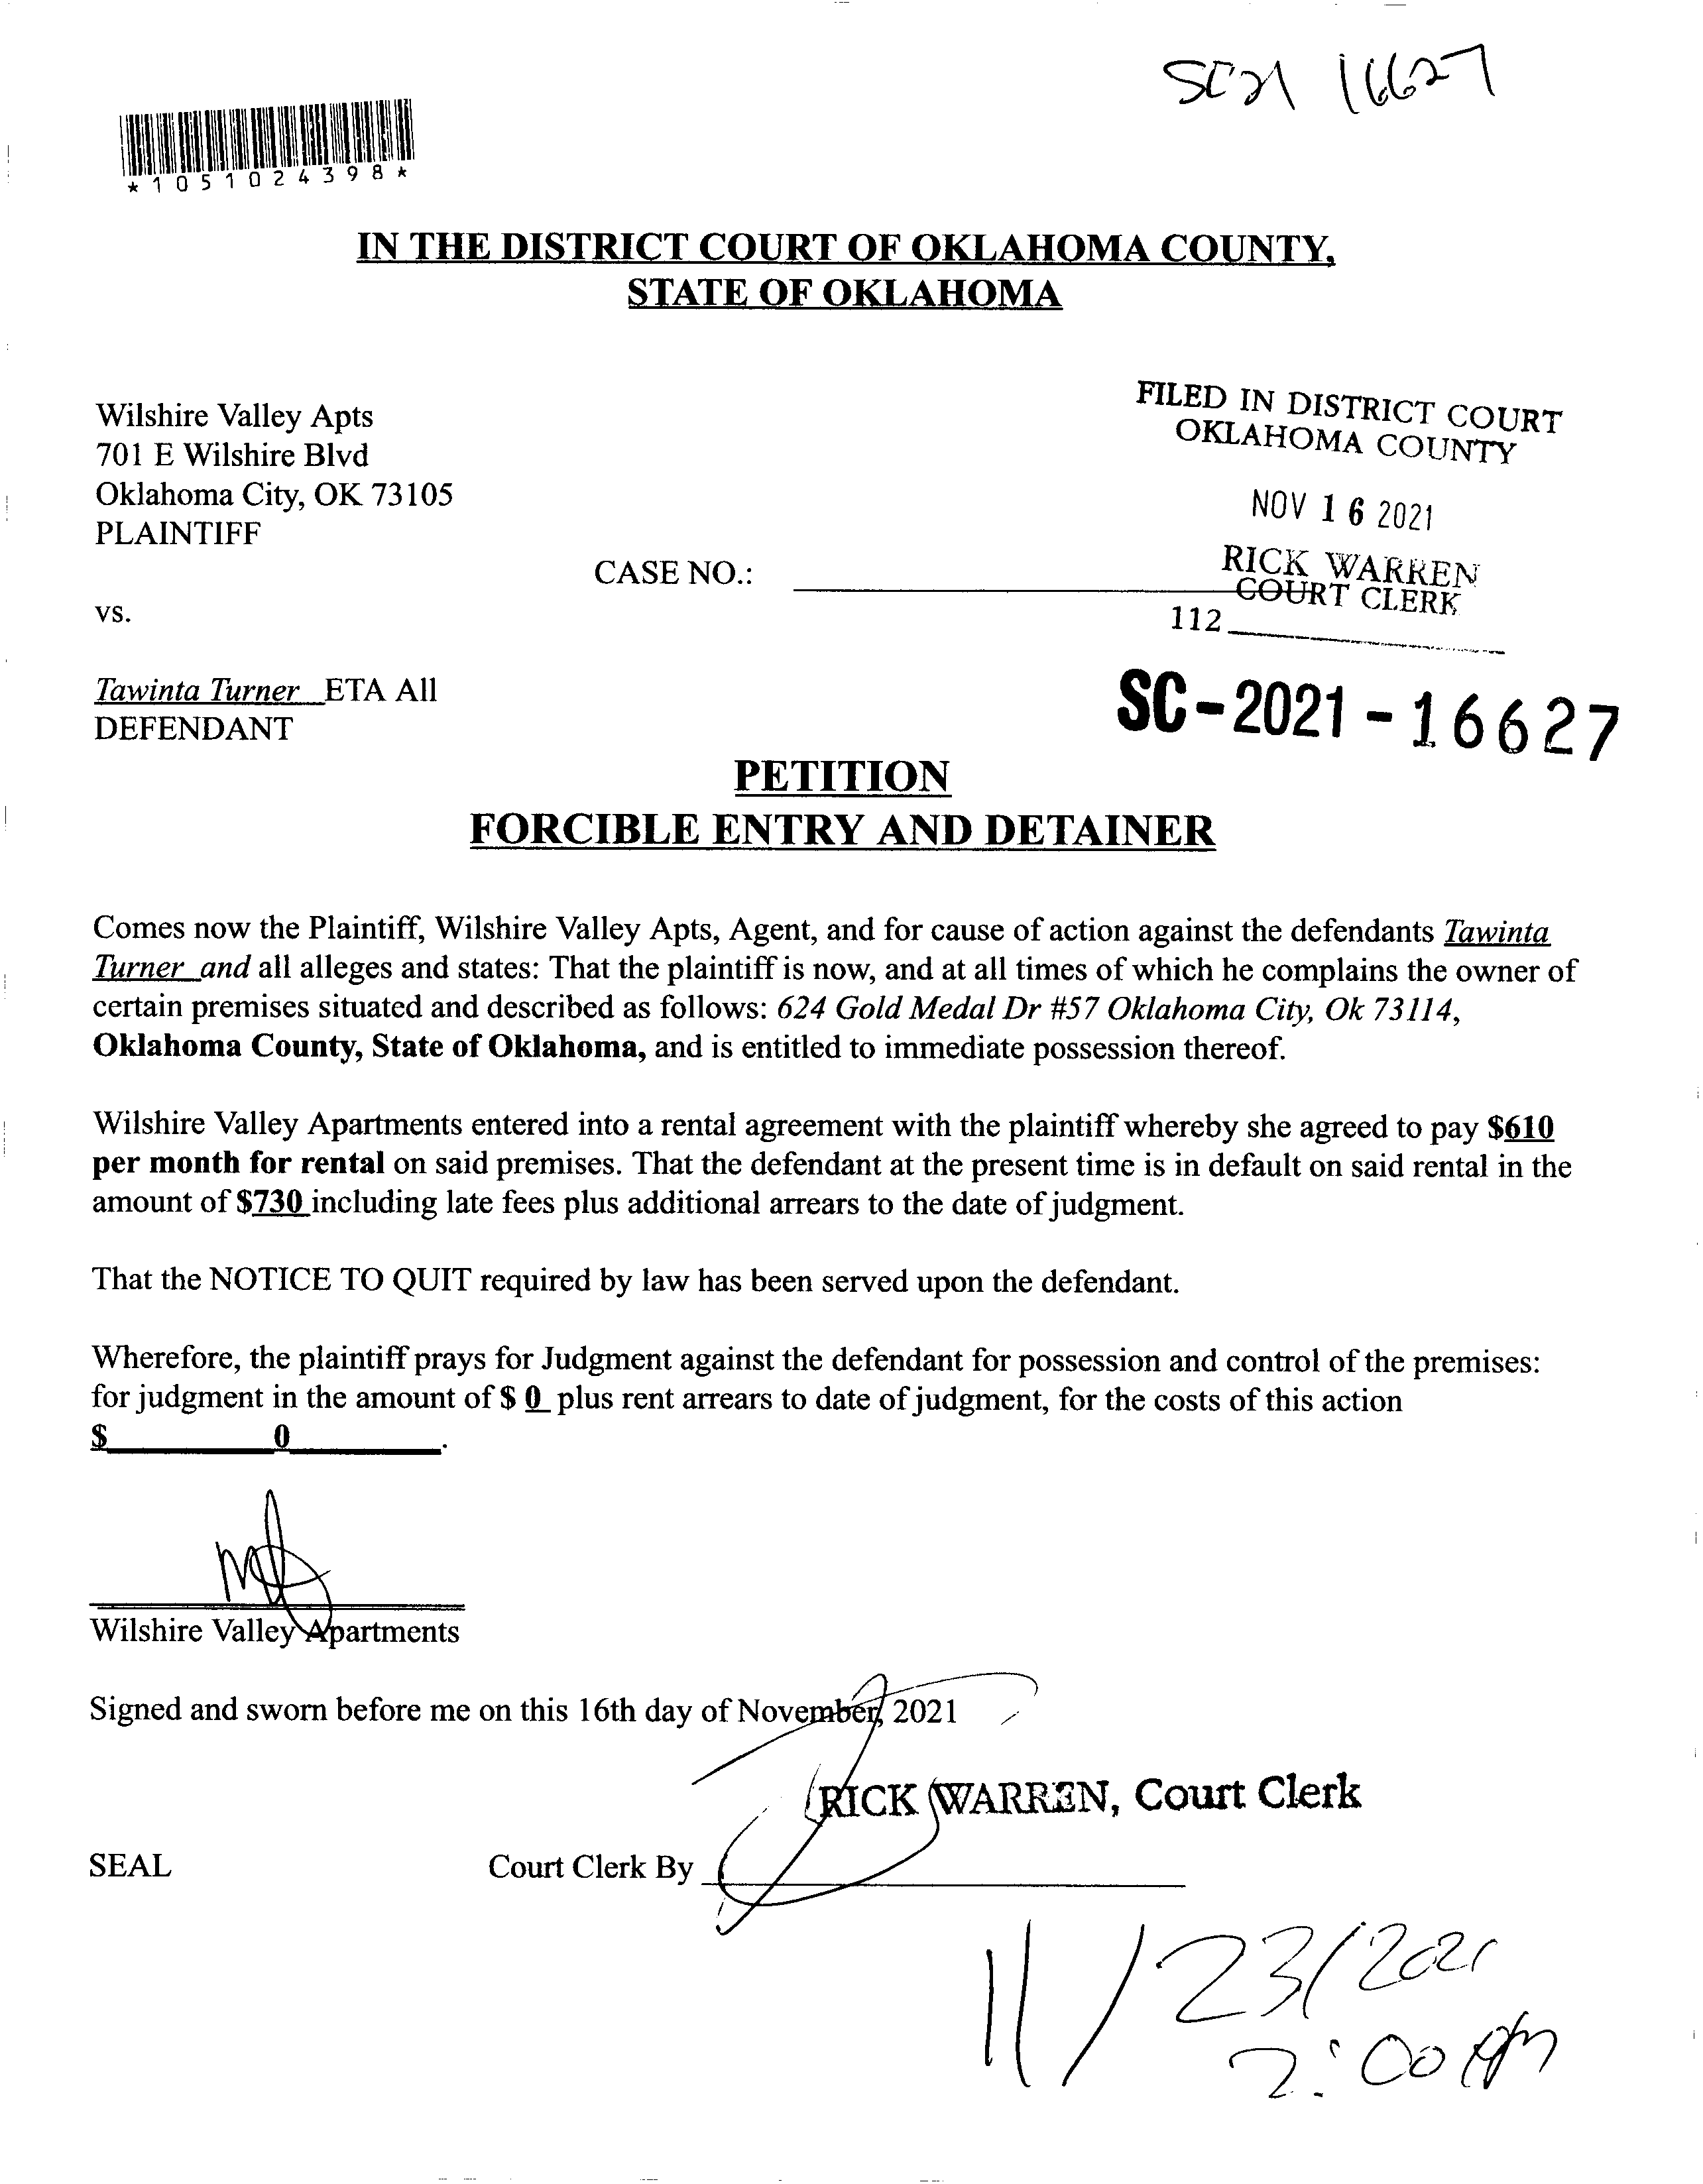 SC21 16627
*1051024398*
IN THE DISTRICT COURT OF OKLAHOMA COUNTY,
STATE OF OKLAHOMA
Wilshire Valley Apts
701 E Wilshire Blvd
Oklahoma City, OK 73105
PLAINTIFF
FILED IN DISTRICT COURT
OKLAHOMA COUNTY
NOV 16 2021
RICK WARREN
COURT CLERK
112
CASE NO.:
vs.
Tawinta Turner ETA All
DEFENDANT
SC-2021-16627
PETITION
FORCIBLE ENTRY AND DETAINER
Comes now the Plaintiff, Wilshire Valley Apts, Agent, and for cause of action against the defendants Tawinta
Turner and all alleges and states: That the plaintiff is now, and at all times of which he complains the owner of
certain premises situated and described as follows: 624 Gold Medal Dr #57 Oklahoma City, Ok 73114,
Oklahoma County, State of Oklahoma, and is entitled to immediate possession thereof.
Wilshire Valley Apartments entered into a rental agreement with the plaintiff whereby she agreed to pay $610
per month for rental on said premises. That the defendant at the present time is in default on said rental in the
amount of $730 including late fees plus additional arrears to the date of judgment.
That the NOTICE TO QUIT required by law has been served upon the defendant.
Wherefore, the plaintiff prays for Judgment against the defendant for possession and control of the premises:
for judgment in the amount of $ 0 plus rent arrears to date of judgment, for the costs of this action
$ 0 .
Wilshire Valley Apartments
Signed and sworn before me on this 16th day of November, 2021
RICK WARREN, Court Clerk
SEAL
Court Clerk By
11/23/2021
2:00 pm